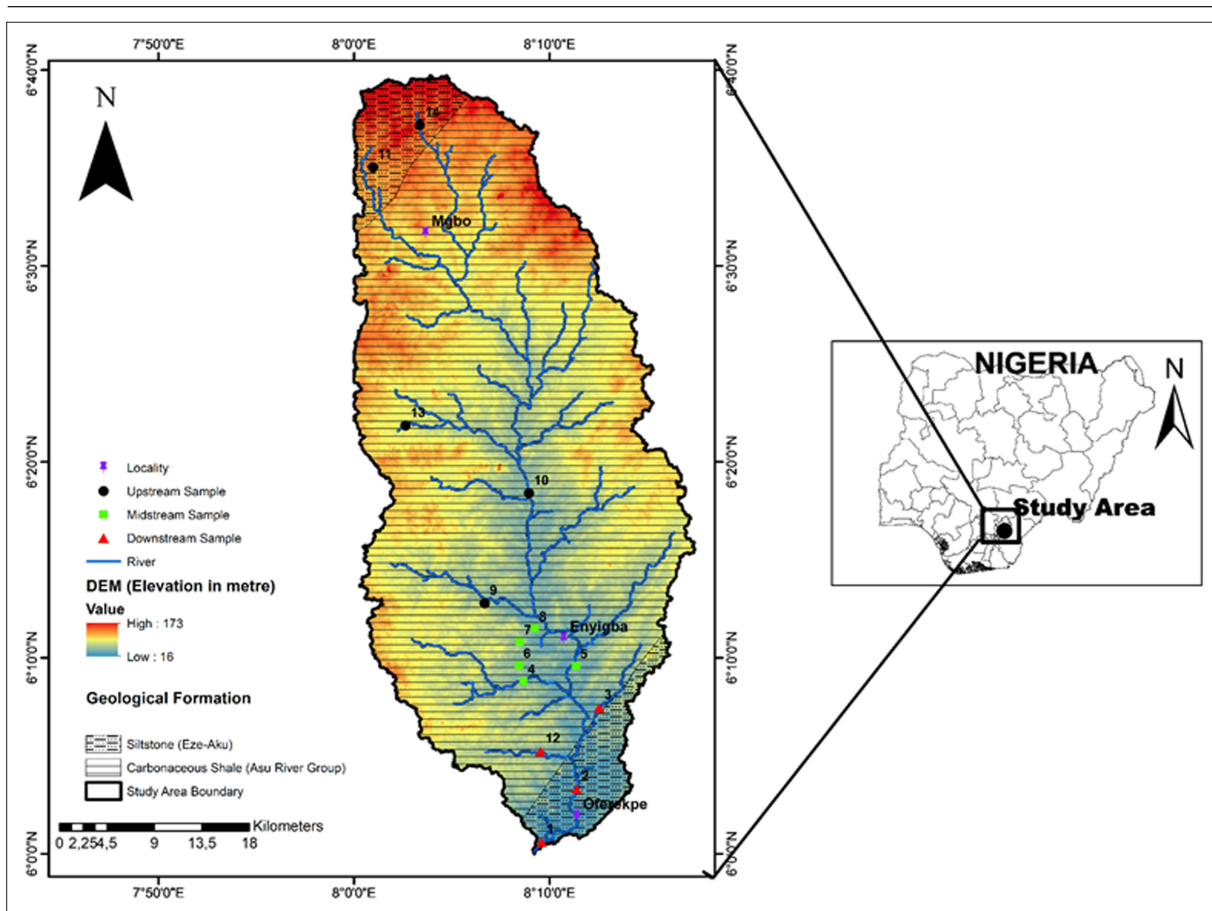 7°50'0"E
8°0'0"E
8°10'0"E
6°40'0"N
6°40'0"N
N
14
11
Mgbo
6°30'0"N
6°30'0"N
NIGERIA
N
13
6°20'0"N
6°20'0"N
10
Study Area
Locality
Upstream Sample
Midstream Sample
Downstream Sample
River
DEM (Elevation in metre)
Value
High : 173
Low : 16
9
8
Enyigba
7
6
5
4
6°10'0"N
6°10'0"N
3
Geological Formation
Siltstone (Eze-Aku)
Carbonaceous Shale (Asu River Group)
Study Area Boundary
12
2
Oferekpe
1
Kilometers
0 2,25 4,5 9 13,5 18
6°0'0"N
6°0'0"N
7°50'0"E
8°0'0"E
8°10'0"E